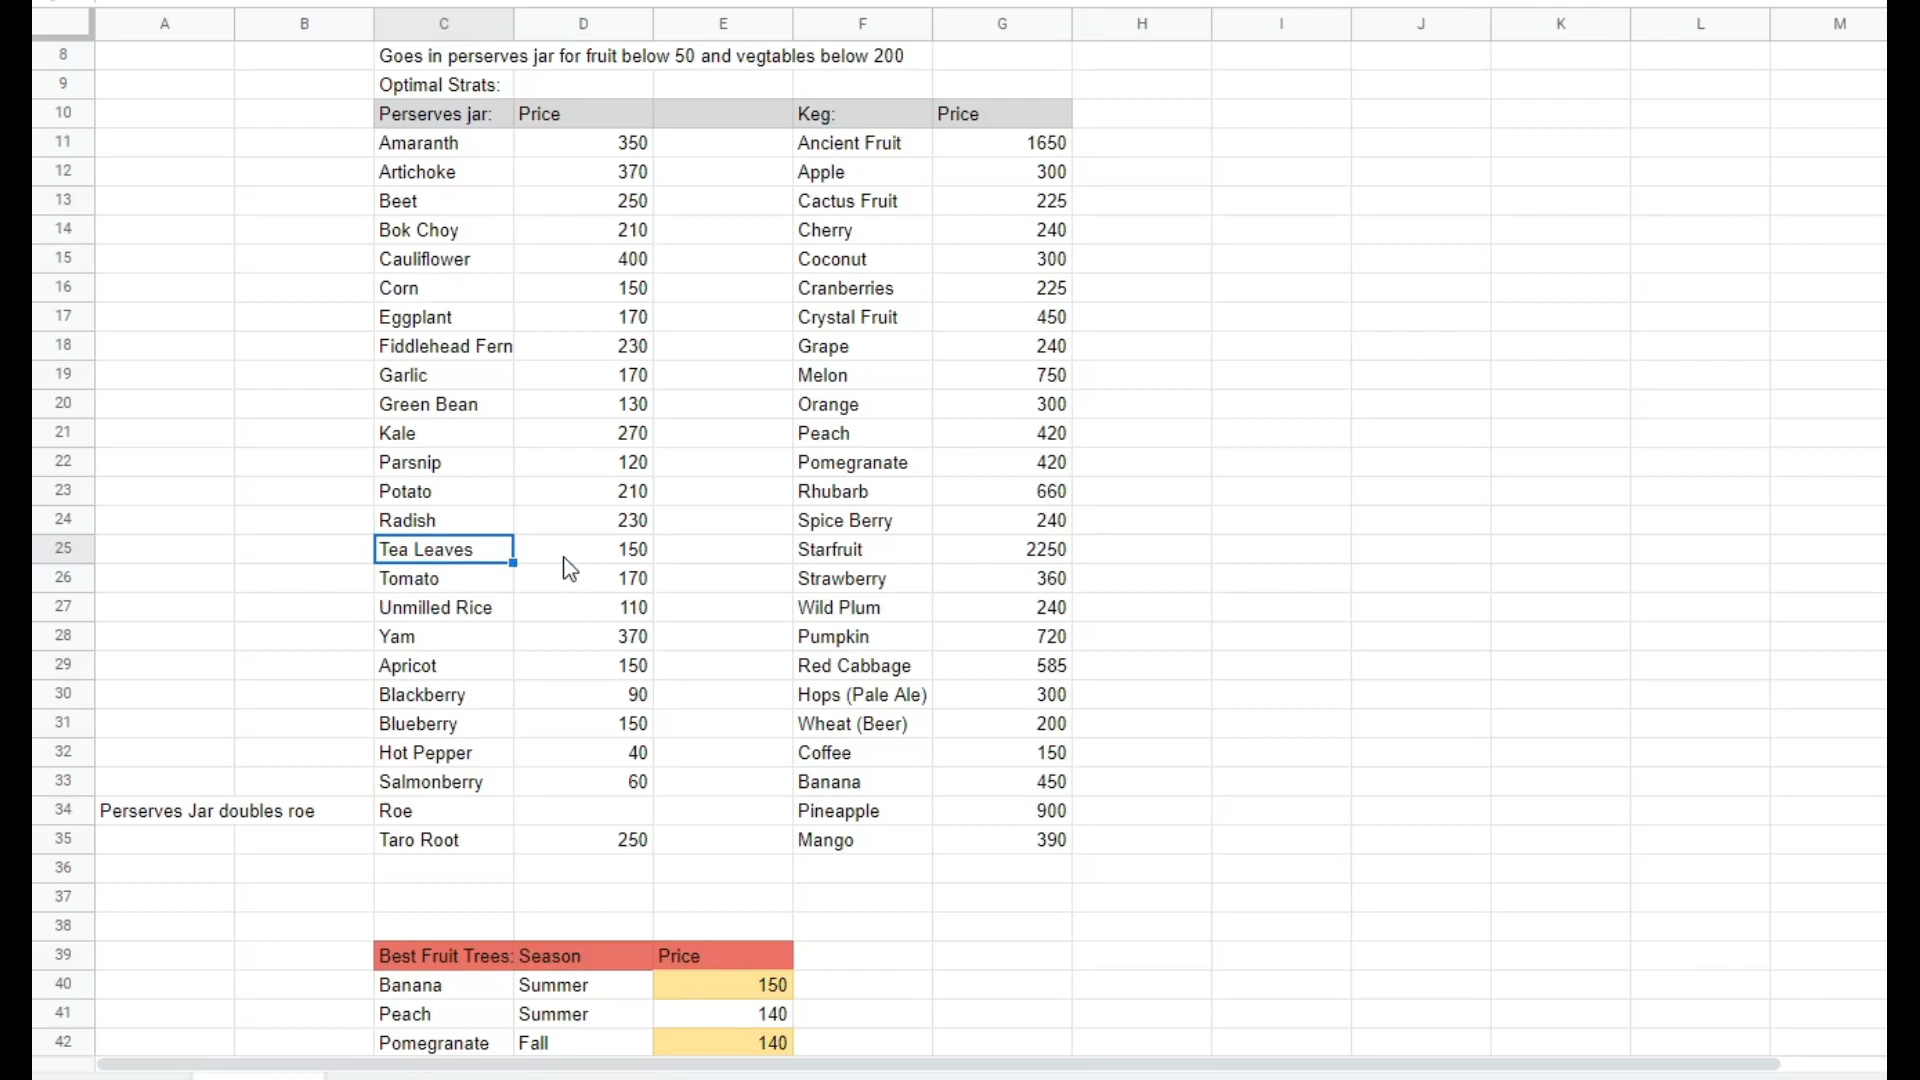 A B C D E F G H I J K L M
8 Goes in perserves jar for fruit below 50 and vegtables below 200
9 Optimal Strats:
10 Perserves jar: Price Keg: Price
11 Amaranth 350 Ancient Fruit 1650
12 Artichoke 370 Apple 300
13 Beet 250 Cactus Fruit 225
14 Bok Choy 210 Cherry 240
15 Cauliflower 400 Coconut 300
16 Corn 150 Cranberries 225
17 Eggplant 170 Crystal Fruit 450
18 Fiddlehead Fern 230 Grape 240
19 Garlic 170 Melon 750
20 Green Bean 130 Orange 300
21 Kale 270 Peach 420
22 Parsnip 120 Pomegranate 420
23 Potato 210 Rhubarb 660
24 Radish 230 Spice Berry 240
25 Tea Leaves 150 Starfruit 2250
26 Tomato 170 Strawberry 360
27 Unmilled Rice 110 Wild Plum 240
28 Yam 370 Pumpkin 720
29 Apricot 150 Red Cabbage 585
30 Blackberry 90 Hops (Pale Ale) 300
31 Blueberry 150 Wheat (Beer) 200
32 Hot Pepper 40 Coffee 150
33 Salmonberry 60 Banana 450
34 Perserves Jar doubles roe Roe Pineapple 900
35 Taro Root 250 Mango 390
36
37
38
39 Best Fruit Trees: Season Price
40 Banana Summer 150
41 Peach Summer 140
42 Pomegranate Fall 140